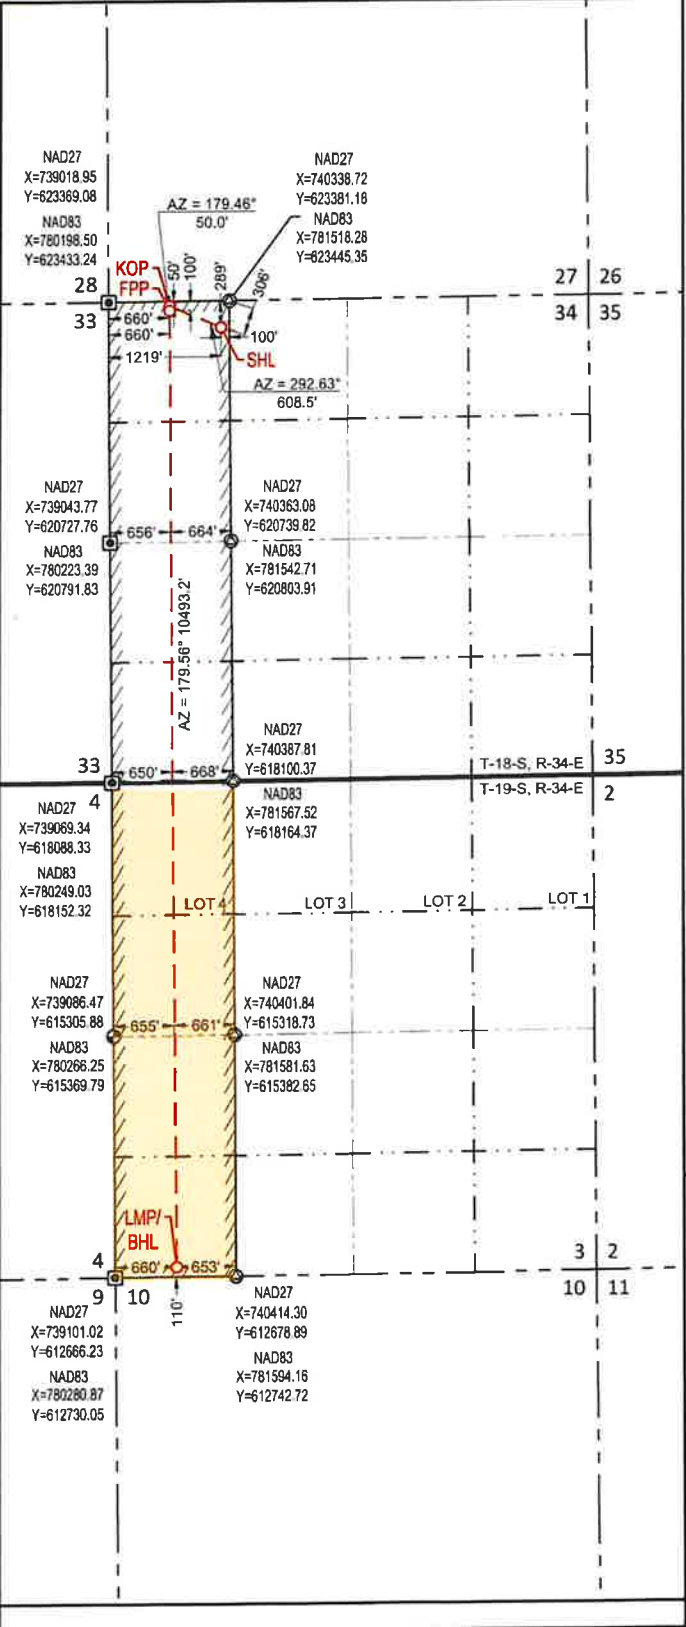 NAD27
X=739018.95
Y=623369.08
NAD83
X=780198.50
Y=623433.24
NAD27
X=740338.72
Y=623381.18
NAD83
X=781518.28
Y=623445.35
AZ = 179.46°
50.0'
KOP
FPP
50'
100'
289'
306'
28
33
27
26
34
35
660'
660'
1219'
100'
SHL
AZ = 292.63°
608.5'
NAD27
X=739043.77
Y=620727.76
NAD83
X=780223.39
Y=620791.83
656'
664'
NAD27
X=740363.08
Y=620739.82
NAD83
X=781542.71
Y=620803.91
AZ = 179.56° 10493.2'
NAD27
X=740387.81
Y=618100.37
NAD83
X=781567.52
Y=618164.37
33
4
650'
668'
T-18-S, R-34-E
T-19-S, R-34-E
35
2
NAD27
X=739069.34
Y=618088.33
NAD83
X=780249.03
Y=618152.32
LOT 4
LOT 3
LOT 2
LOT 1
NAD27
X=739086.47
Y=615305.88
NAD83
X=780266.25
Y=615369.79
655'
661'
NAD27
X=740401.84
Y=615318.73
NAD83
X=781581.63
Y=615382.65
LMP/
BHL
4
9
10
660'
653'
110'
3
2
10
11
NAD27
X=739101.02
Y=612666.23
NAD83
X=780280.87
Y=612730.05
NAD27
X=740414.30
Y=612678.89
NAD83
X=781594.16
Y=612742.72